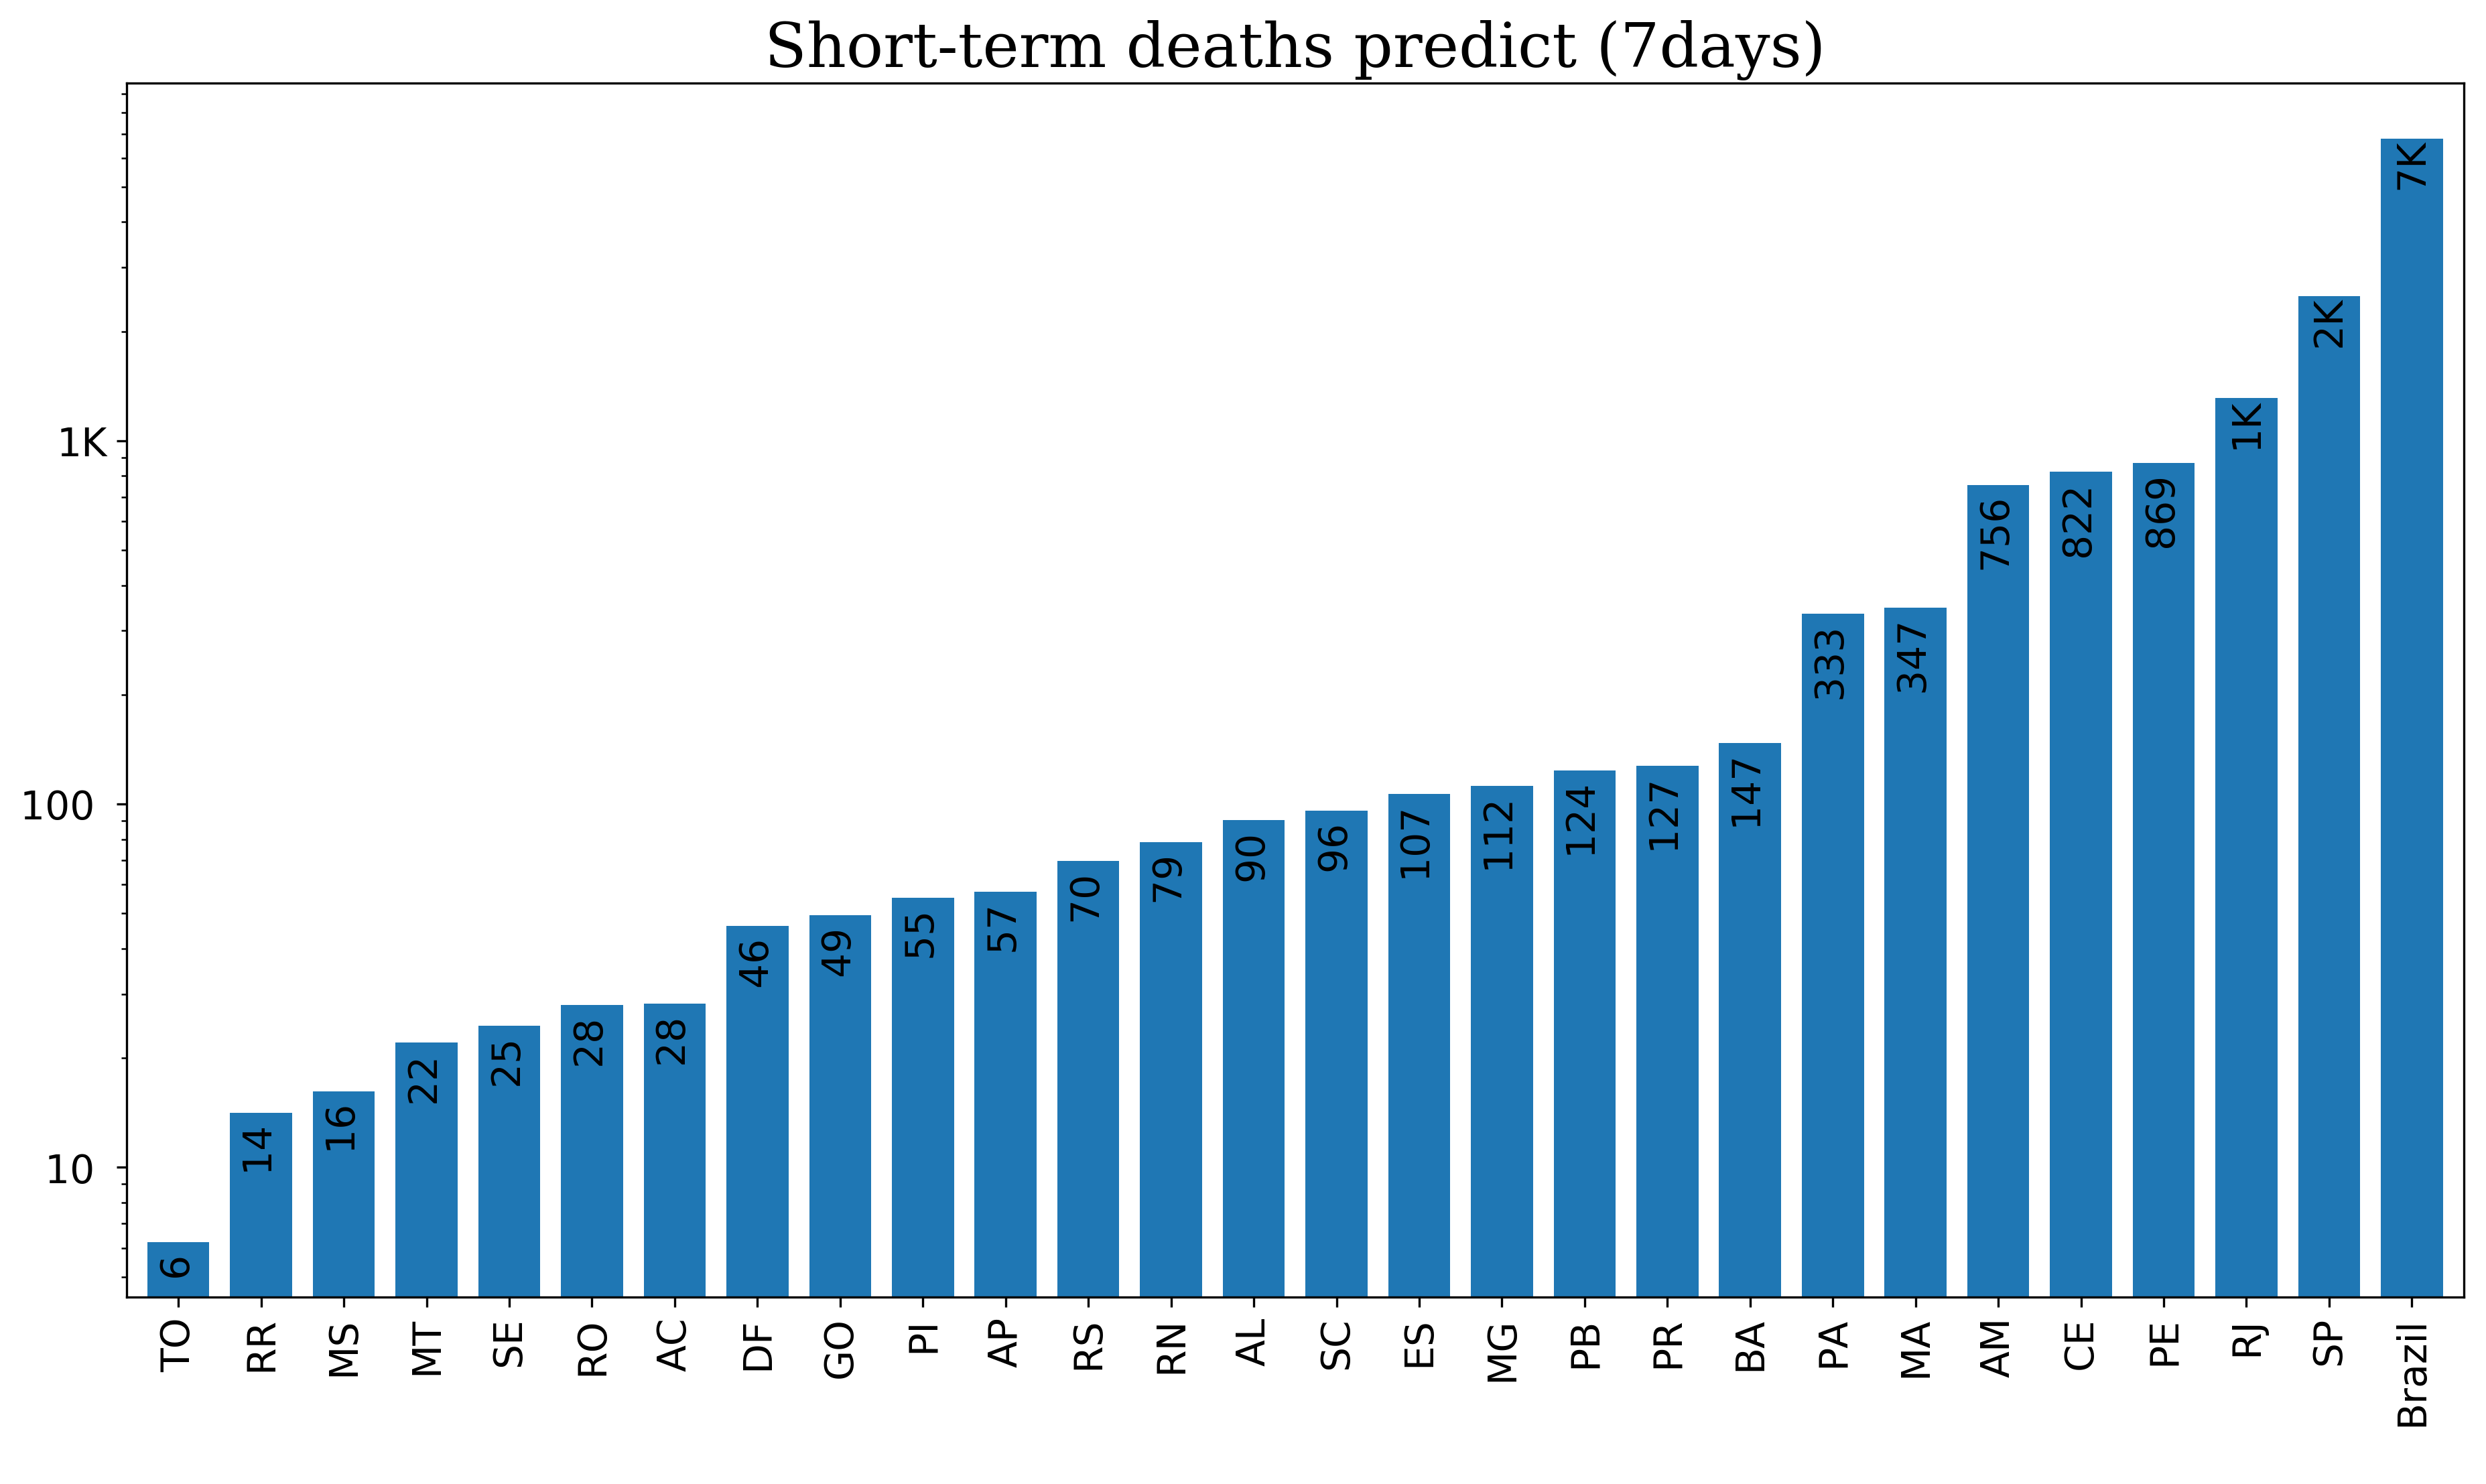 Short-term deaths predict (7days)
1K
100
10
6
14
16
22
25
28
28
46
49
55
57
70
79
90
96
107
112
124
127
147
333
347
756
822
869
1K
2K
7K
TO
RR
MS
MT
SE
RO
AC
DF
GO
PI
AP
RS
RN
AL
SC
ES
MG
PB
PR
BA
PA
MA
AM
CE
PE
RJ
SP
Brazil